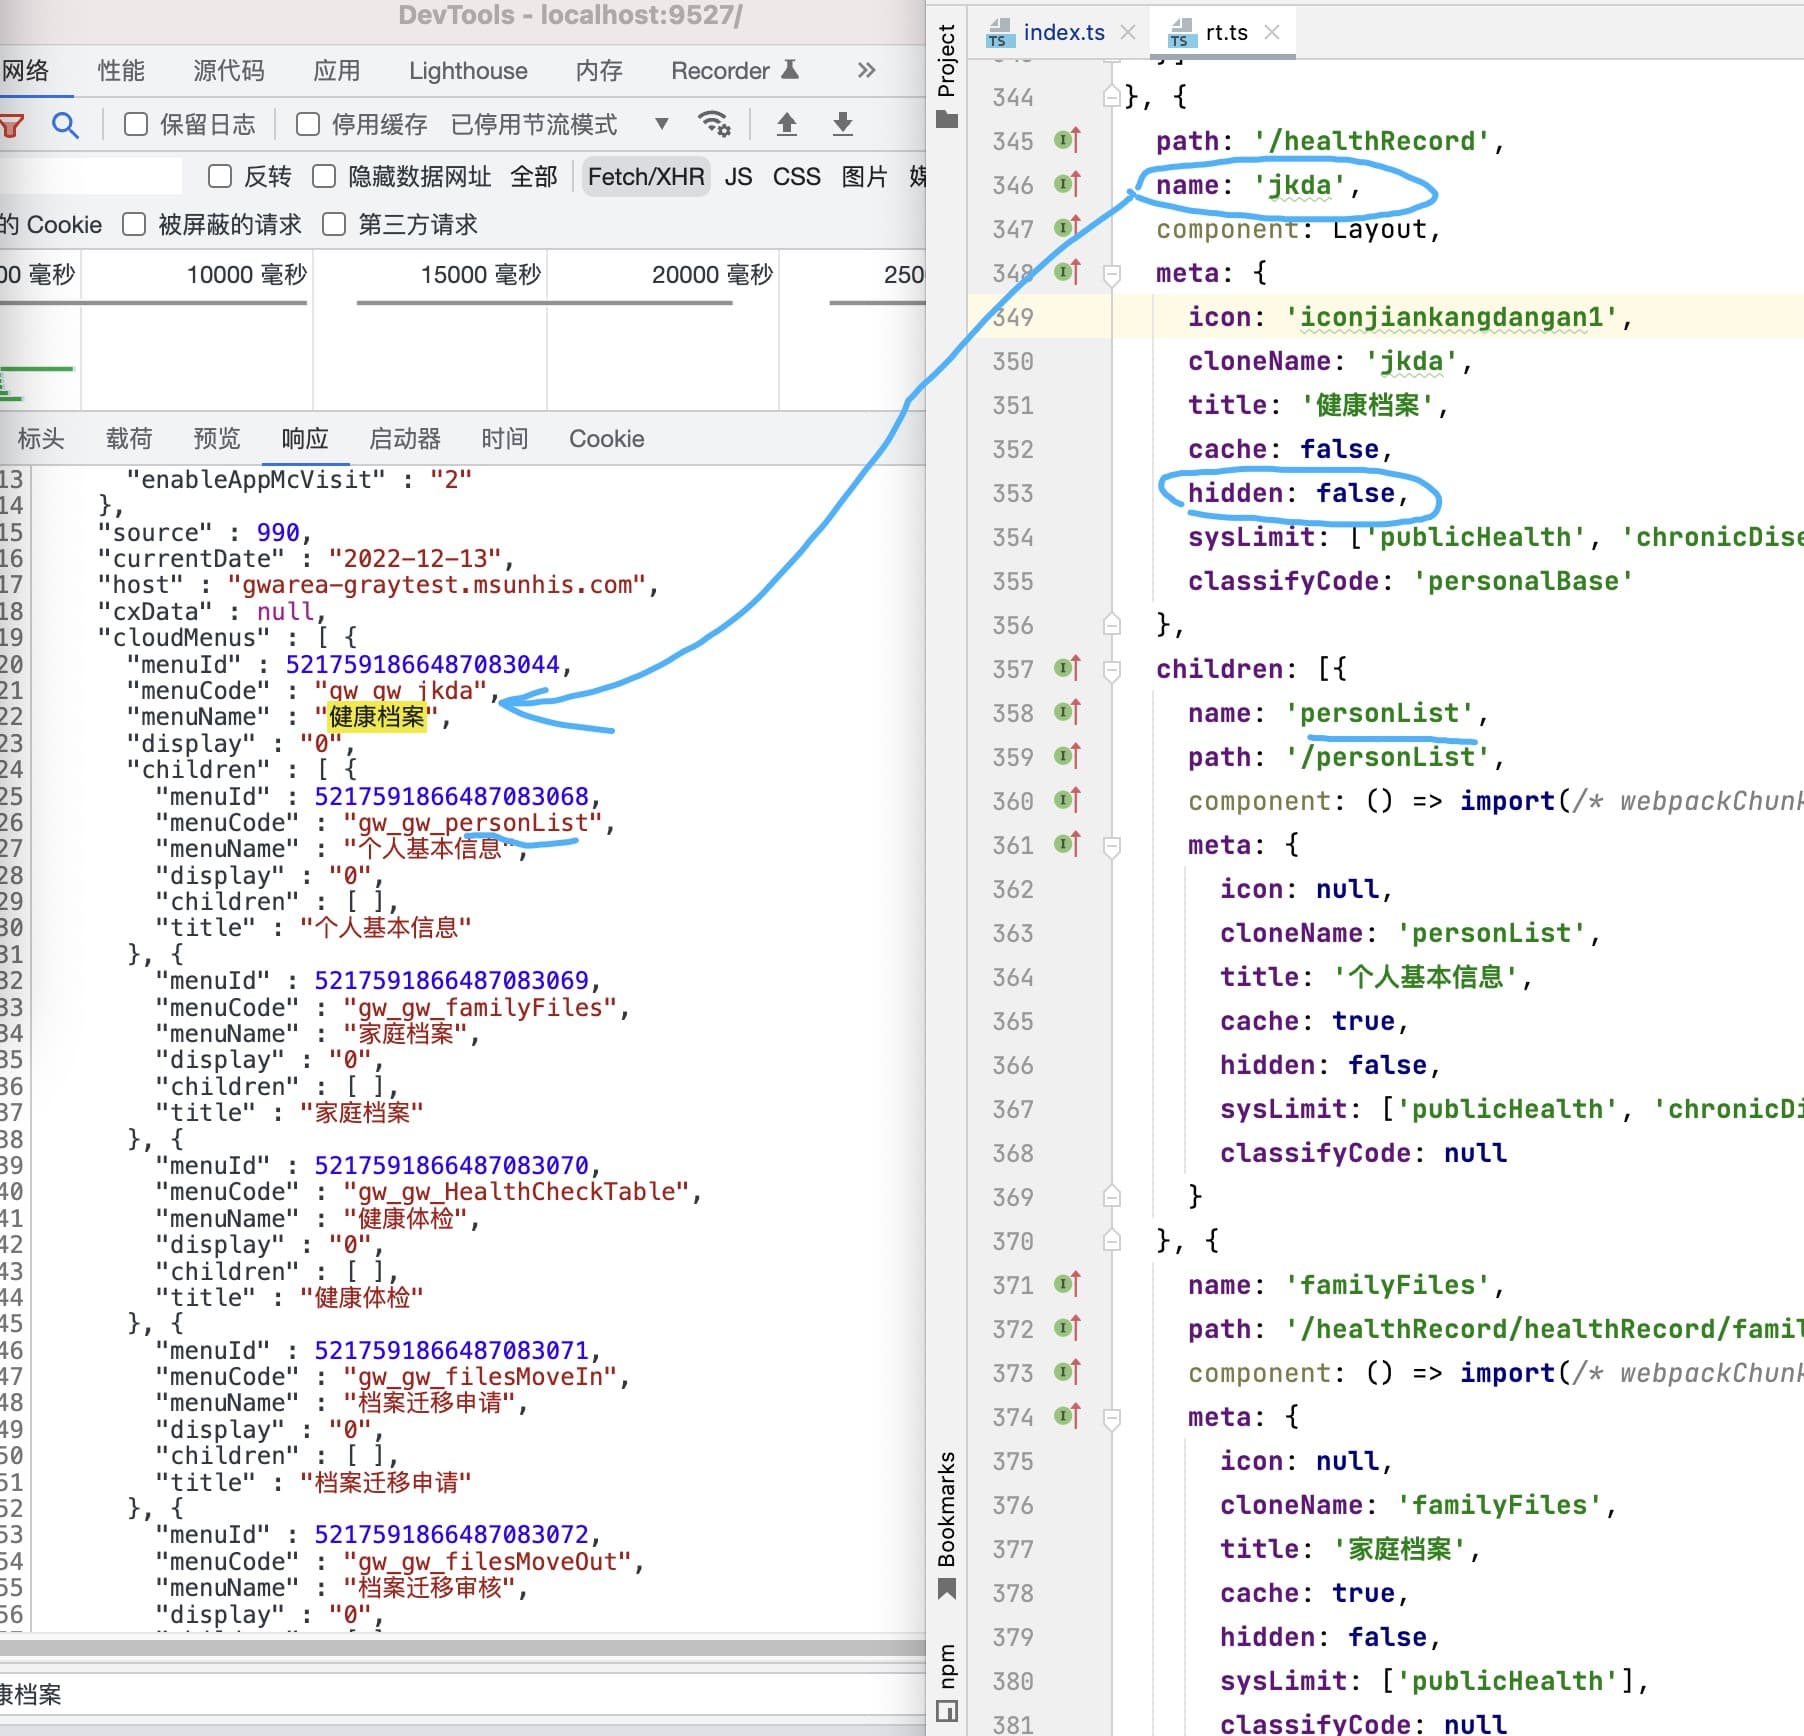 DevTools - localhost:9527/
网络 性能 源代码 应用 Lighthouse 内存 Recorder »
保留日志 停用缓存 已停用节流模式 ▼
反转 隐藏数据网址 全部 Fetch/XHR JS CSS 图片
的 Cookie 被屏蔽的请求 第三方请求
00 毫秒 10000 毫秒 15000 毫秒 20000 毫秒 250
标头 载荷 预览 响应 启动器 时间 Cookie
13 "enableAppMcVisit" : "2"
14 },
15 "source" : 990,
16 "currentDate" : "2022-12-13",
17 "host" : "gwarea-graytest.msunhis.com",
18 "cxData" : null,
19 "cloudMenus" : [ {
20 "menuId" : 5217591866487083044,
21 "menuCode" : "gw_gw_jkda",
22 "menuName" : "健康档案",
23 "display" : "0",
24 "children" : [ {
25 "menuId" : 5217591866487083068,
26 "menuCode" : "gw_gw_personList",
27 "menuName" : "个人基本信息",
28 "display" : "0",
29 "children" : [ ],
30 "title" : "个人基本信息"
31 }, {
32 "menuId" : 5217591866487083069,
33 "menuCode" : "gw_gw_familyFiles",
34 "menuName" : "家庭档案",
35 "display" : "0",
36 "children" : [ ],
37 "title" : "家庭档案"
38 }, {
39 "menuId" : 5217591866487083070,
40 "menuCode" : "gw_gw_HealthCheckTable",
41 "menuName" : "健康体检",
42 "display" : "0",
43 "children" : [ ],
44 "title" : "健康体检"
45 }, {
46 "menuId" : 5217591866487083071,
47 "menuCode" : "gw_gw_filesMoveIn",
48 "menuName" : "档案迁移申请",
49 "display" : "0",
50 "children" : [ ],
51 "title" : "档案迁移申请"
52 }, {
53 "menuId" : 5217591866487083072,
54 "menuCode" : "gw_gw_filesMoveOut",
55 "menuName" : "档案迁移审核",
56 "display" : "0",
康档案
Project
Bookmarks
npm
index.ts rt.ts
344 }, {
345 path: '/healthRecord',
346 name: 'jkda',
347 component: Layout,
348 meta: {
349 icon: 'iconjiankangdangan1',
350 cloneName: 'jkda',
351 title: '健康档案',
352 cache: false,
353 hidden: false,
354 sysLimit: ['publicHealth', 'chronicDise
355 classifyCode: 'personalBase'
356 },
357 children: [{
358 name: 'personList',
359 path: '/personList',
360 component: () => import(/* webpackChunk
361 meta: {
362 icon: null,
363 cloneName: 'personList',
364 title: '个人基本信息',
365 cache: true,
366 hidden: false,
367 sysLimit: ['publicHealth', 'chronicDi
368 classifyCode: null
369 }
370 }, {
371 name: 'familyFiles',
372 path: '/healthRecord/healthRecord/famil
373 component: () => import(/* webpackChunk
374 meta: {
375 icon: null,
376 cloneName: 'familyFiles',
377 title: '家庭档案',
378 cache: true,
379 hidden: false,
380 sysLimit: ['publicHealth'],
381 classifyCode: null